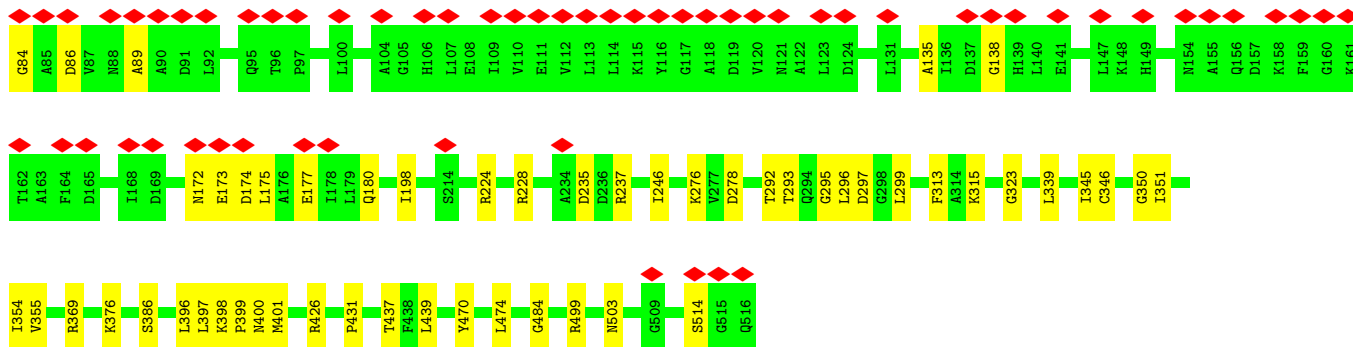 G84 A85 D86 V87 N88 A89 A90 D91 L92 Q95 T96 P97 L100 A104 G105 H106 L107 E108 I109 V110 E111 V112 L113 L114 K115 Y116 G117 A118 D119 V120 N121 A122 L123 D124 L131 A135 I136 D137 G138 H139 L140 E141 L147 K148 H149 N154 A155 Q156 D157 K158 F159 G160 K161
T162 A163 F164 D165 I168 D169 N172 E173 D174 L175 A176 E177 I178 L179 Q180 I198 S214 R224 R228 A234 D235 D236 R237 I246 K276 V277 D278 T292 T293 Q294 G295 L296 D297 G298 L299 F313 A314 K315 G323 L339 I345 C346 G350 I351
I354 V355 R369 K376 S386 L396 L397 K398 P399 N400 M401 R426 P431 T437 F438 L439 Y470 L474 G484 R499 N503 G509 S514 G515 Q516